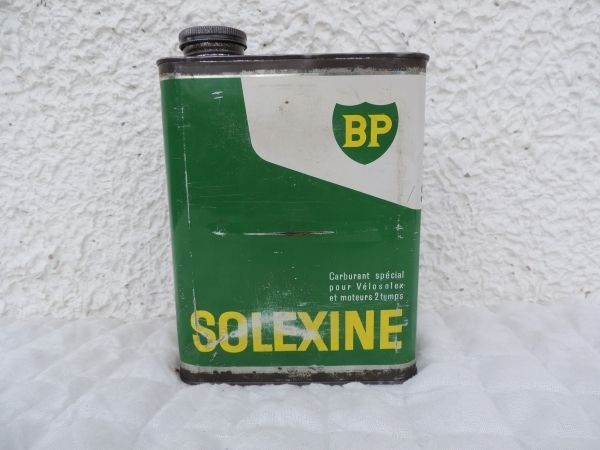 BP
Carburant spécial
pour Vélosolex
et moteurs 2 temps
SOLEXINE